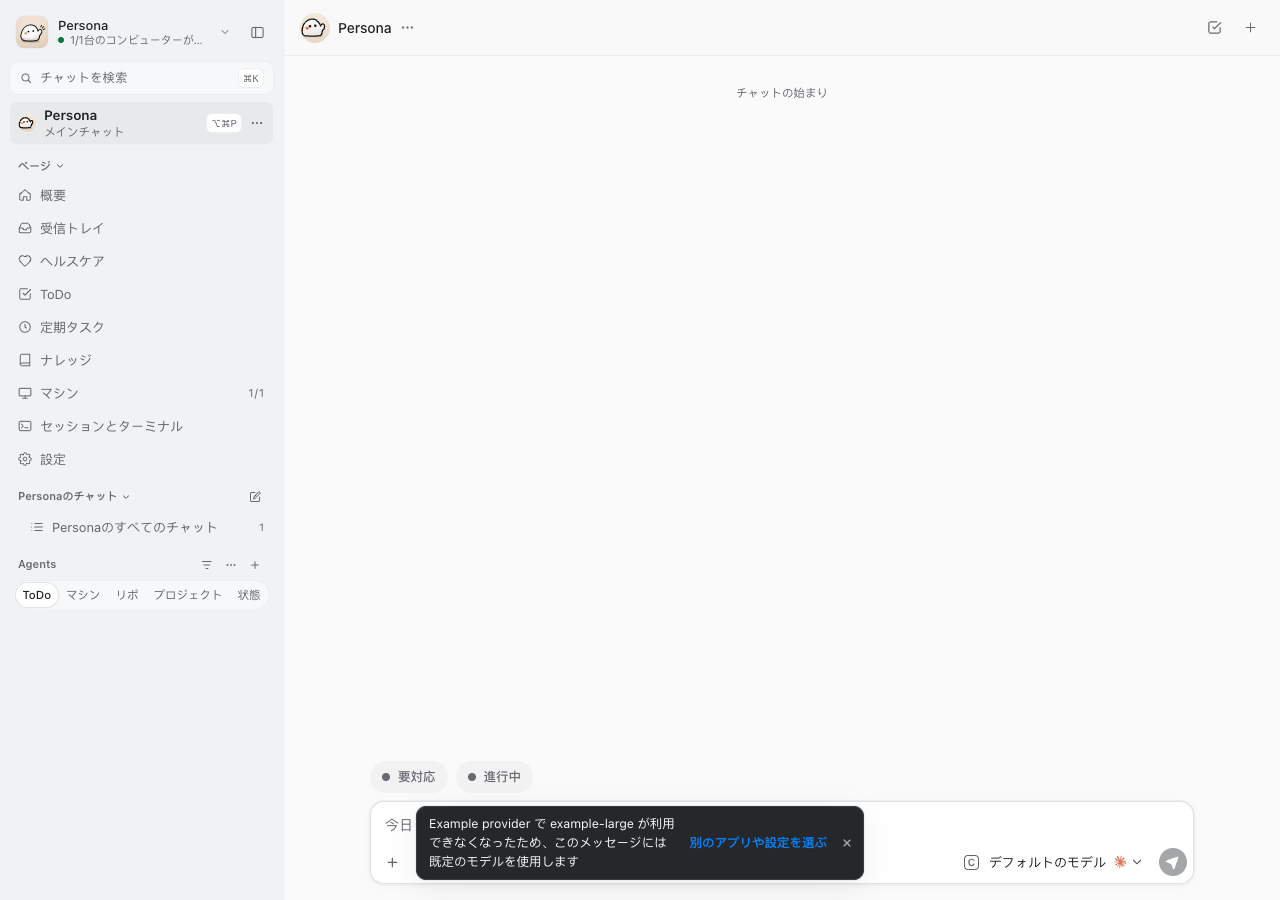 Persona
1/1台のコンピューターが...
チャットを検索
⌘K
Persona
メインチャット
⌥⌘P
ページ
概要
受信トレイ
ヘルスケア
ToDo
定期タスク
ナレッジ
マシン
1/1
セッションとターミナル
設定
Personaのチャット
Personaのすべてのチャット
1
Agents
ToDo
マシン
リポ
プロジェクト
状態
Persona
チャットの始まり
要対応
進行中
今日
Example provider で example-large が利用
できなくなったため、このメッセージには
既定のモデルを使用します
別のアプリや設定を選ぶ
C
デフォルトのモデル